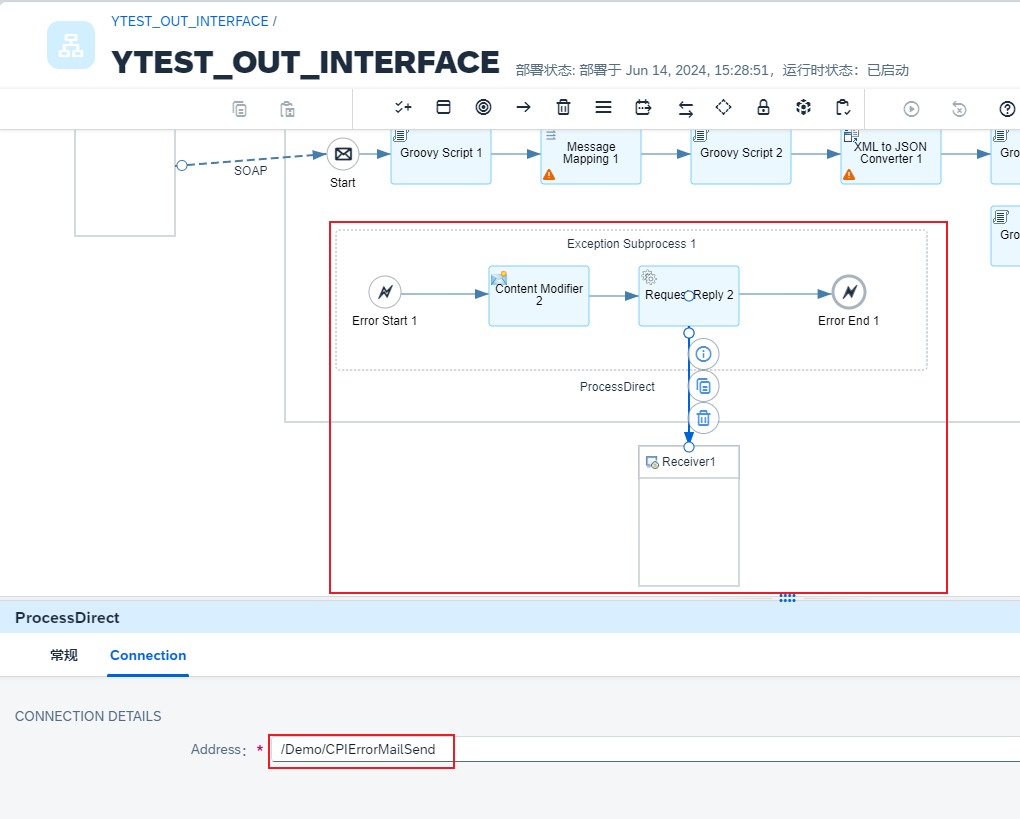 YTEST_OUT_INTERFACE /
YTEST_OUT_INTERFACE
部署状态: 部署于 Jun 14, 2024, 15:28:51，运行时状态：已启动
SOAP
Start
Groovy Script 1
Message
Mapping 1
Groovy Script 2
XML to JSON
Converter 1
Gro
Gro
Exception Subprocess 1
Error Start 1
Content Modifier
2
Request Reply 2
Error End 1
ProcessDirect
Receiver1
ProcessDirect
常规
Connection
CONNECTION DETAILS
Address： *
/Demo/CPIErrorMailSend